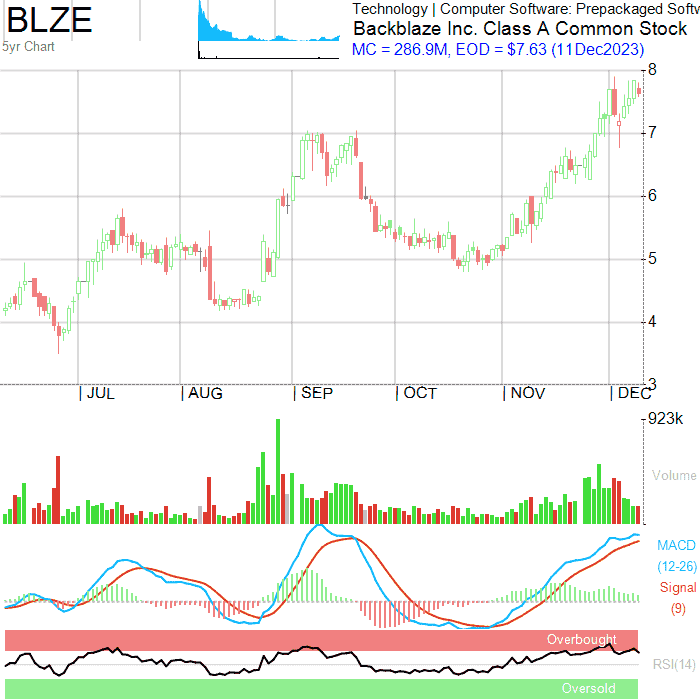 BLZE
5yr Chart
Technology | Computer Software: Prepackaged Softw
Backblaze Inc. Class A Common Stock
MC = 286.9M, EOD = $7.63 (11Dec2023)
8
7
6
5
4
3
| JUL | AUG | SEP | OCT | NOV | DEC
923k
Volume
MACD
(12-26)
Signal
(9)
Overbought
RSI(14)
Oversold